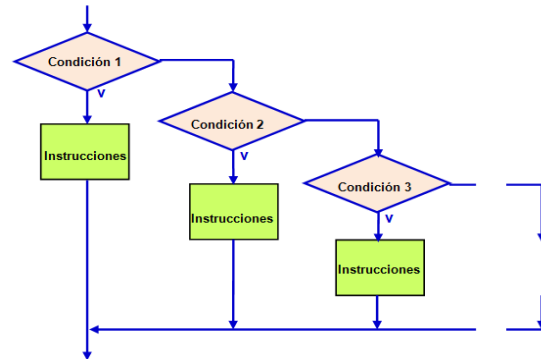 Condición 1
v
Condición 2
Instrucciones
v
Condición 3
Instrucciones
v
Instrucciones